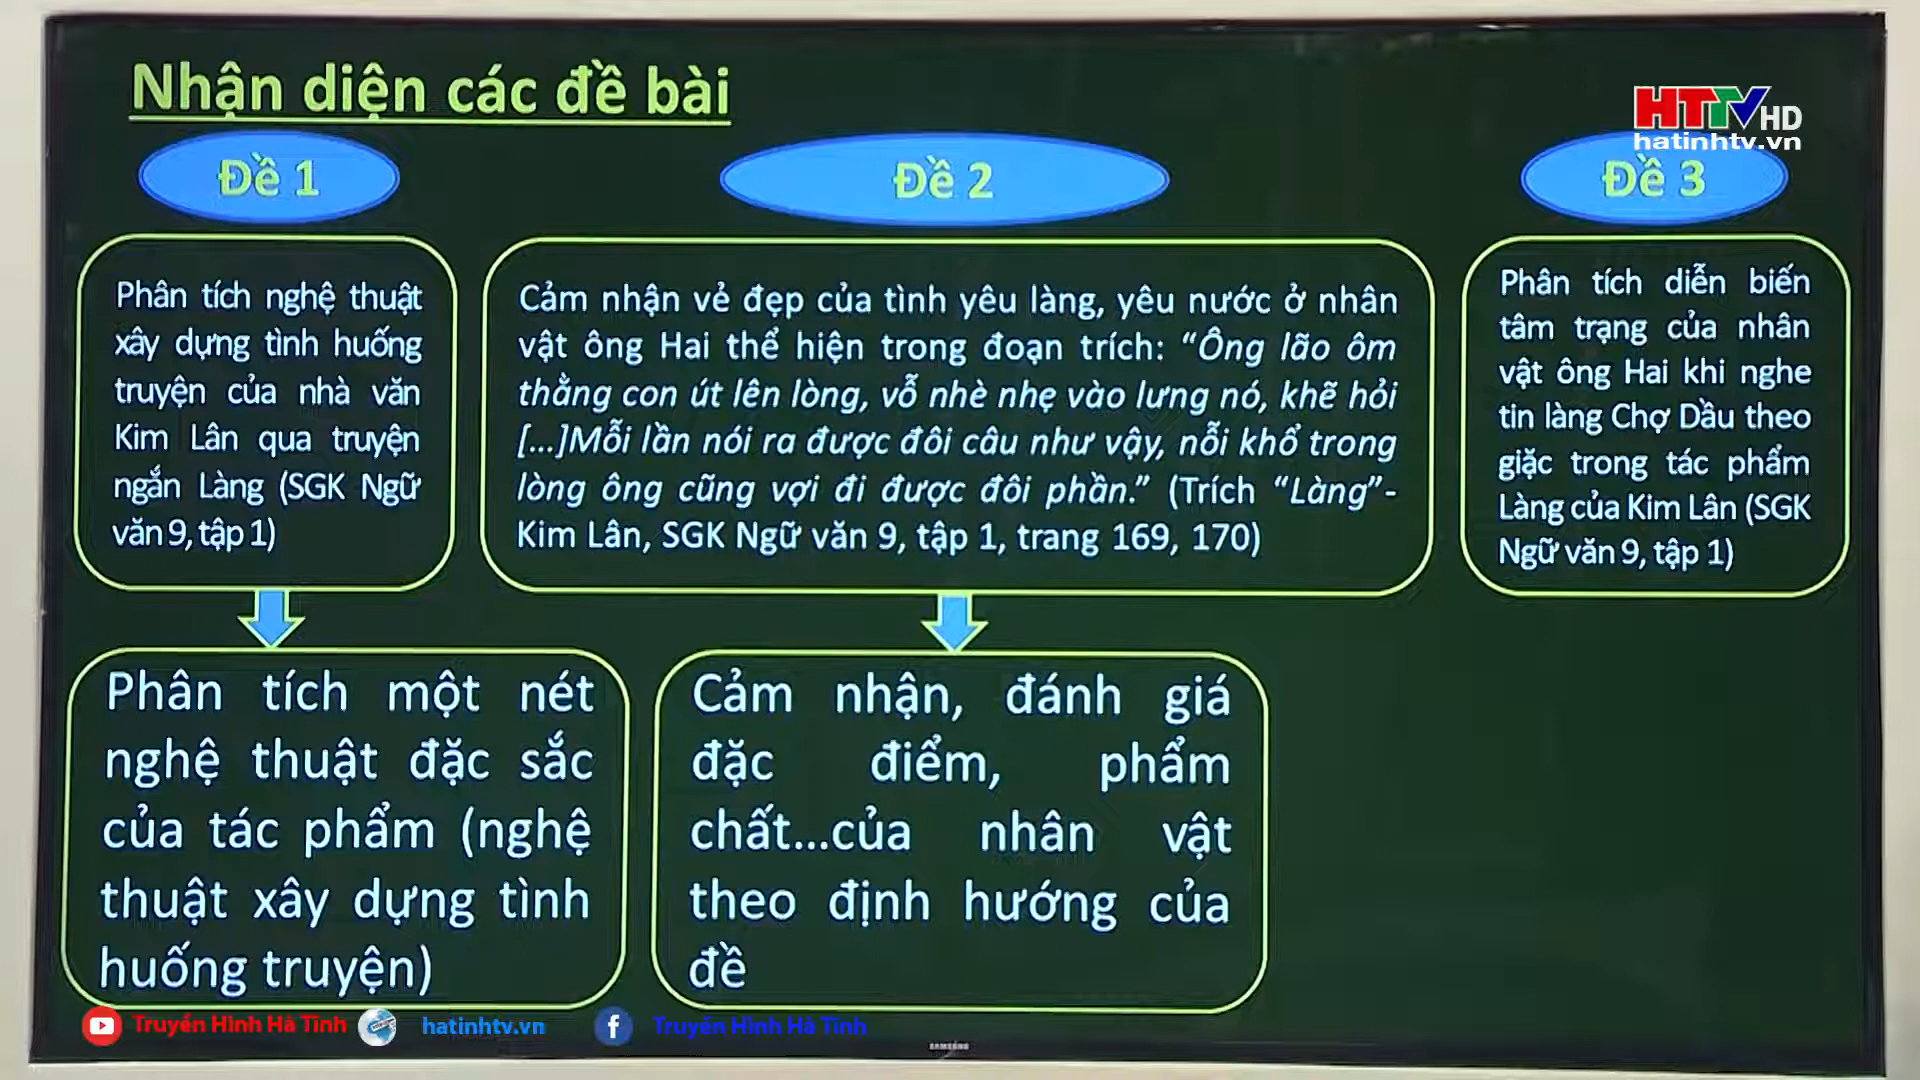 Nhận diện các đề bài
HTTV HD
hatinhtv.vn
Đề 1
Đề 2
Đề 3
Phân tích nghệ thuật
xây dựng tình huống
truyện của nhà văn
Kim Lân qua truyện
ngắn Làng (SGK Ngữ
văn 9, tập 1)
Cảm nhận vẻ đẹp của tình yêu làng, yêu nước ở nhân
vật ông Hai thể hiện trong đoạn trích: “Ông lão ôm
thằng con út lên lòng, vỗ nhè nhẹ vào lưng nó, khẽ hỏi
[...]Mỗi lần nói ra được đôi câu như vậy, nỗi khổ trong
lòng ông cũng vợi đi được đôi phần.” (Trích “Làng”-
Kim Lân, SGK Ngữ văn 9, tập 1, trang 169, 170)
Phân tích diễn biến
tâm trạng của nhân
vật ông Hai khi nghe
tin làng Chợ Dầu theo
giặc trong tác phẩm
Làng của Kim Lân (SGK
Ngữ văn 9, tập 1)
Phân tích một nét
nghệ thuật đặc sắc
của tác phẩm (nghệ
thuật xây dựng tình
huống truyện)
Cảm nhận, đánh giá
đặc điểm, phẩm
chất...của nhân vật
theo định hướng của
đề
Truyền Hình Hà Tĩnh
hatinhtv.vn
Truyền Hình Hà Tĩnh
SAMSUNG